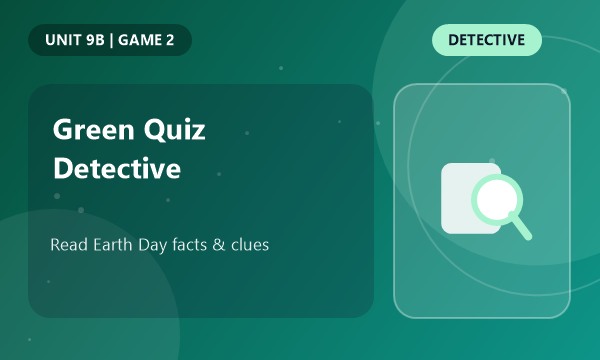 UNIT 9B | GAME 2
DETECTIVE
Green Quiz
Detective
Read Earth Day facts & clues